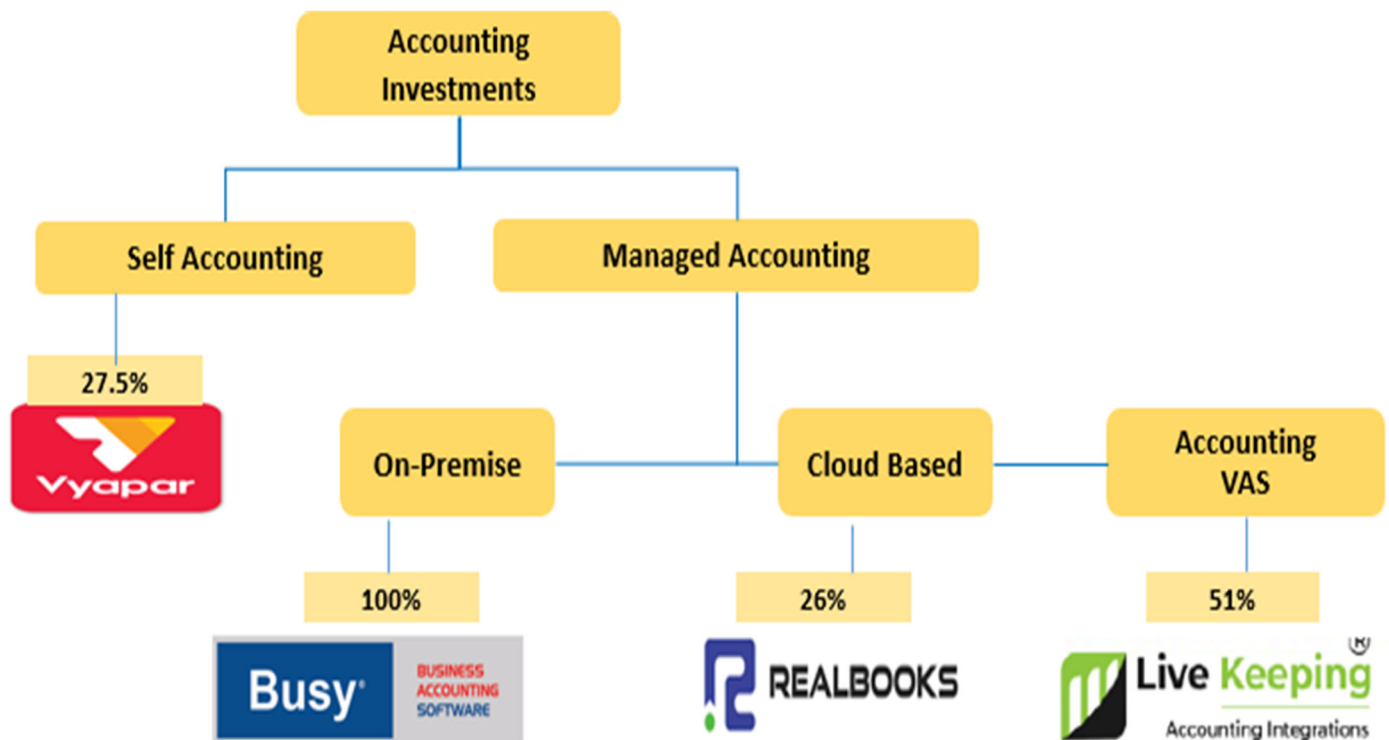 Accounting
Investments
Self Accounting
Managed Accounting
27.5%
Vyapar
On-Premise
Cloud Based
Accounting
VAS
100%
26%
51%
Busy®
BUSINESS
ACCOUNTING
SOFTWARE
REALBOOKS
Live Keeping®
Accounting Integrations